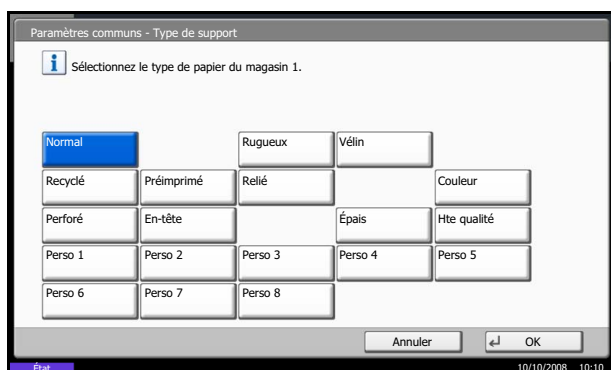 Paramètres communs - Type de support
Sélectionnez le type de papier du magasin 1.
Normal Rugueux Vélin
Recyclé Préimprimé Relié Couleur
Perforé En-tête Épais Hte qualité
Perso 1 Perso 2 Perso 3 Perso 4 Perso 5
Perso 6 Perso 7 Perso 8
Annuler OK
État 10/10/2008 10:10